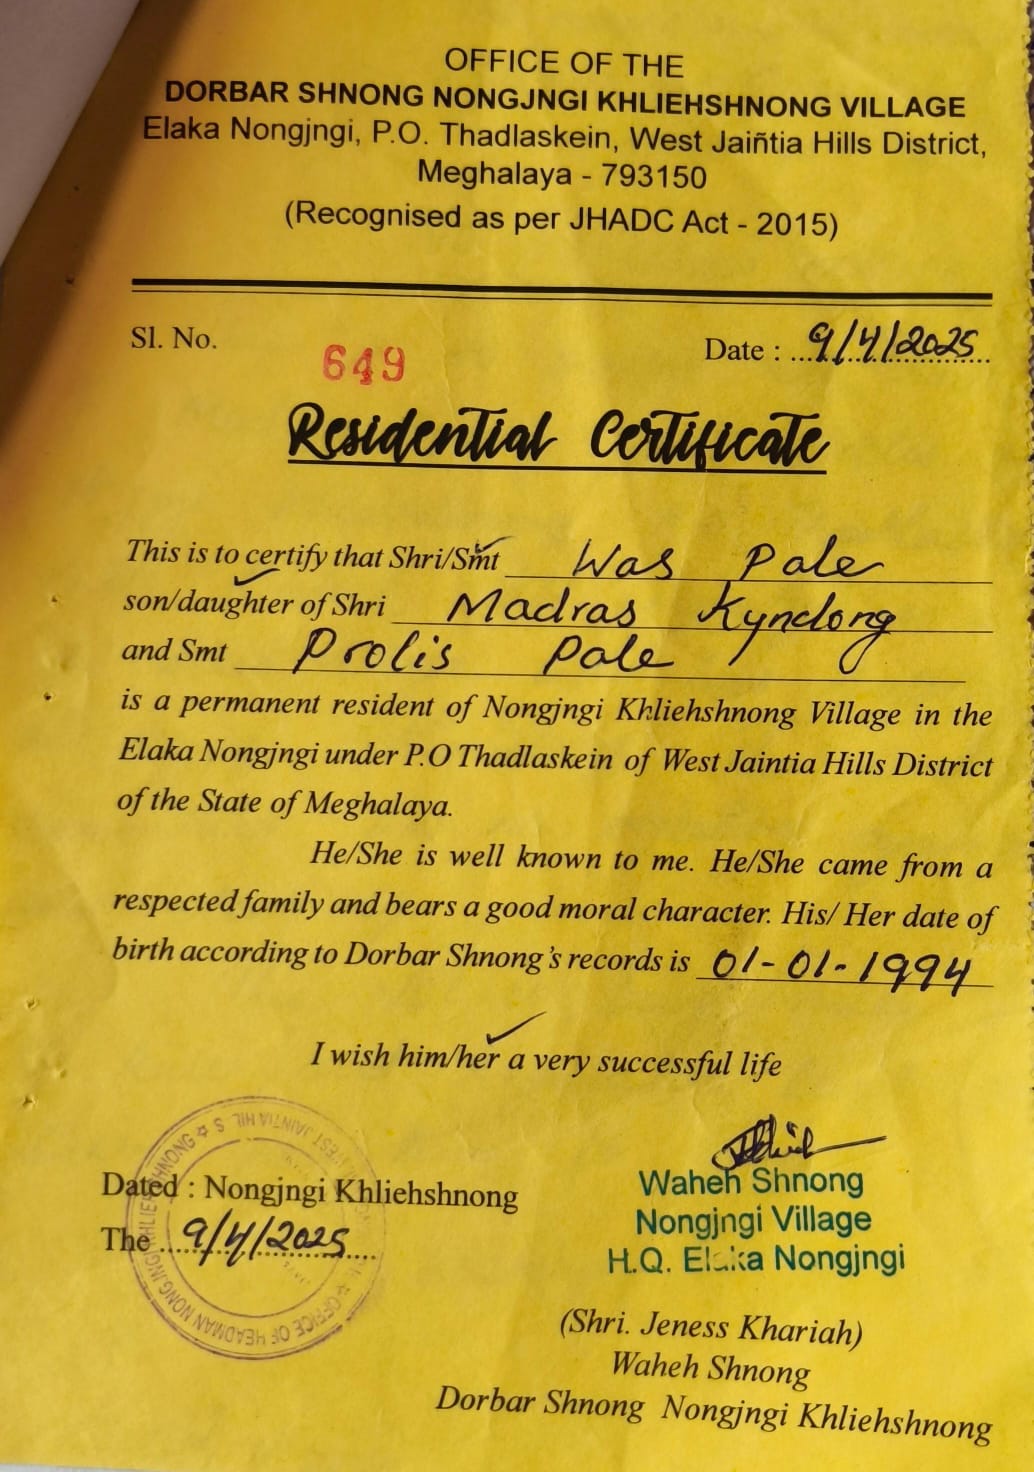 OFFICE OF THE
DORBAR SHNONG NONGJNGI KHLIEHSHNONG VILLAGE
Elaka Nongjngi, P.O. Thadlaskein, West Jaiñtia Hills District,
Meghalaya - 793150
(Recognised as per JHADC Act - 2015)
Sl. No. 649 Date : 9/4/2025
Residential Certificate
This is to certify that Shri/Smt Was Pale
son/daughter of Shri Madras Kyndong
and Smt Prolis Pale
is a permanent resident of Nongjngi Khliehshnong Village in the
Elaka Nongjngi under P.O Thadlaskein of West Jaintia Hills District
of the State of Meghalaya.
He/She is well known to me. He/She came from a
respected family and bears a good moral character. His/ Her date of
birth according to Dorbar Shnong's records is 01-01-1994
I wish him/her a very successful life
Dated : Nongjngi Khliehshnong
The 9/4/2025
OFFICE OF HEADMAN NONGJNGI KHLIEHSHNONG
Waheh Shnong
Nongjngi Village
H.Q. Elaka Nongjngi
(Shri. Jeness Khariah)
Waheh Shnong
Dorbar Shnong Nongjngi Khliehshnong